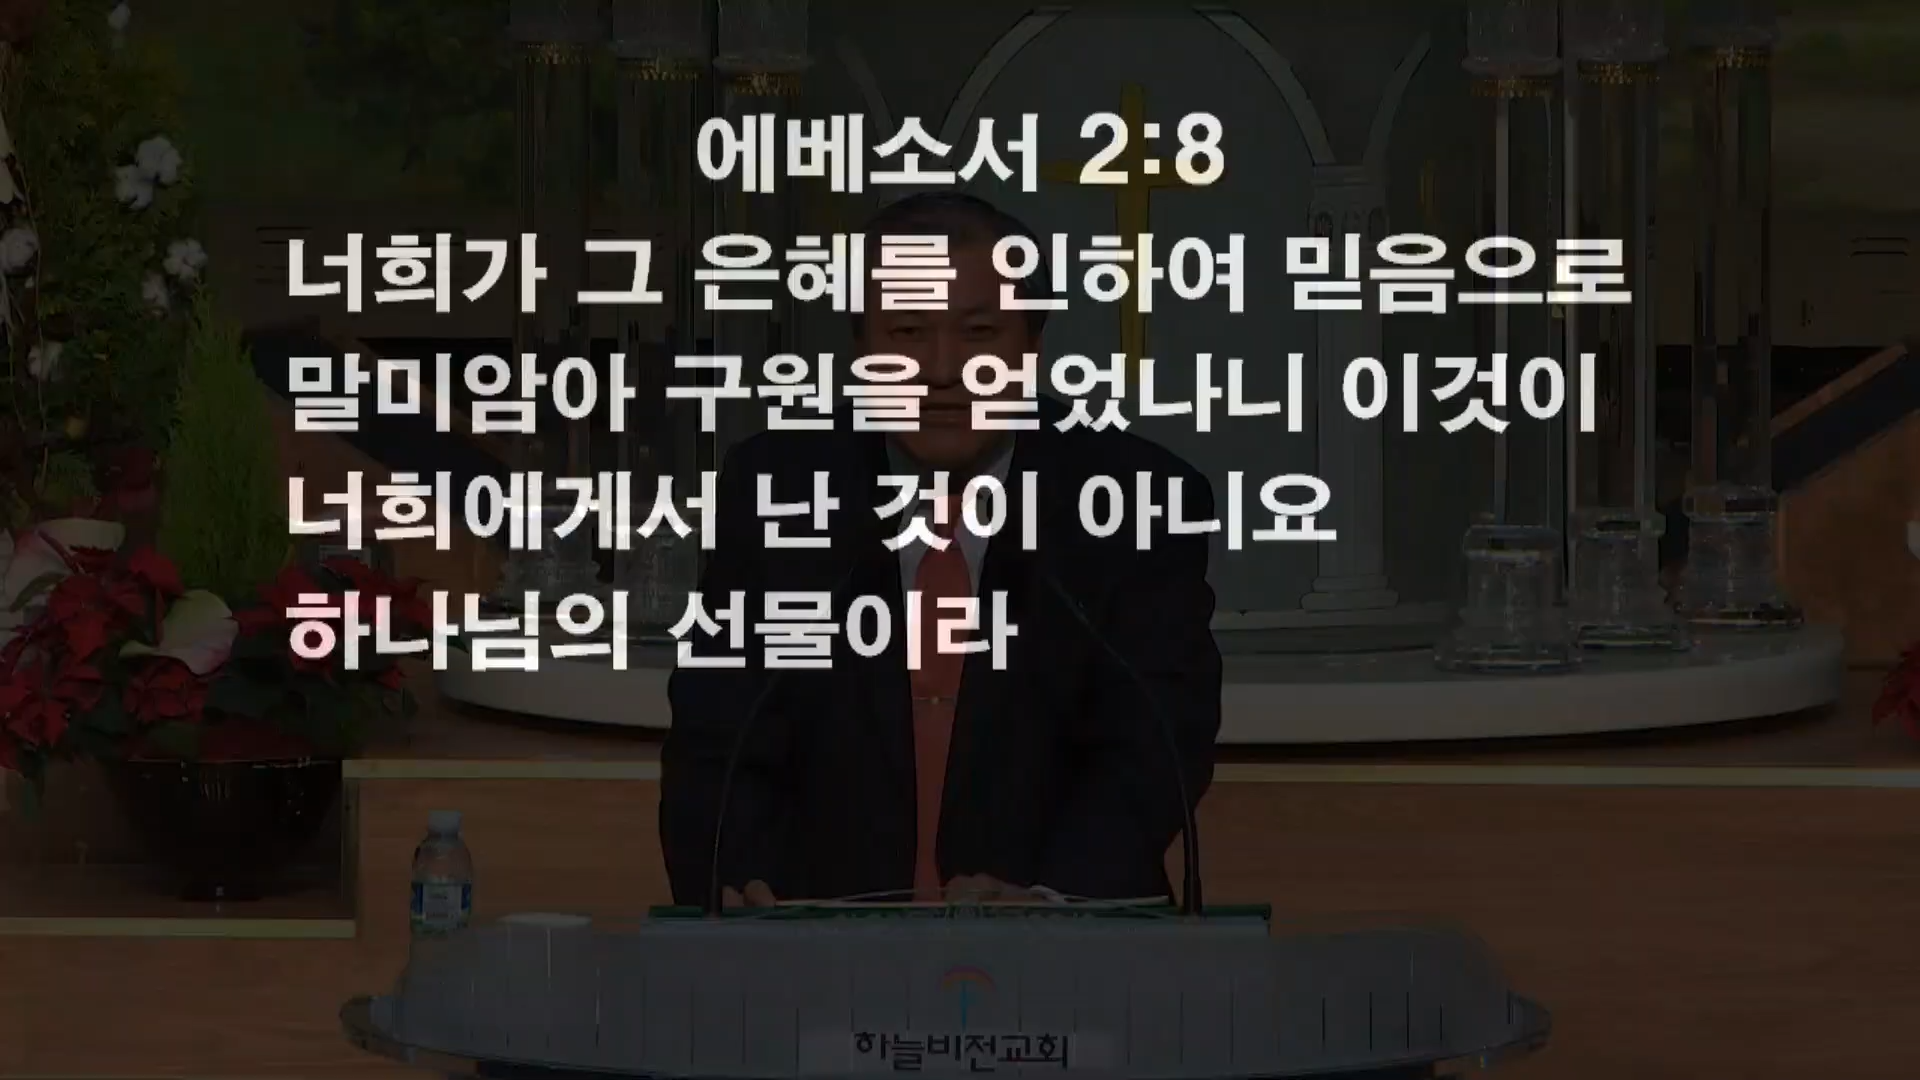 에베소서 2:8
너희가 그 은혜를 인하여 믿음으로
말미암아 구원을 얻었나니 이것이
너희에게서 난 것이 아니요
하나님의 선물이라
하늘비전교회